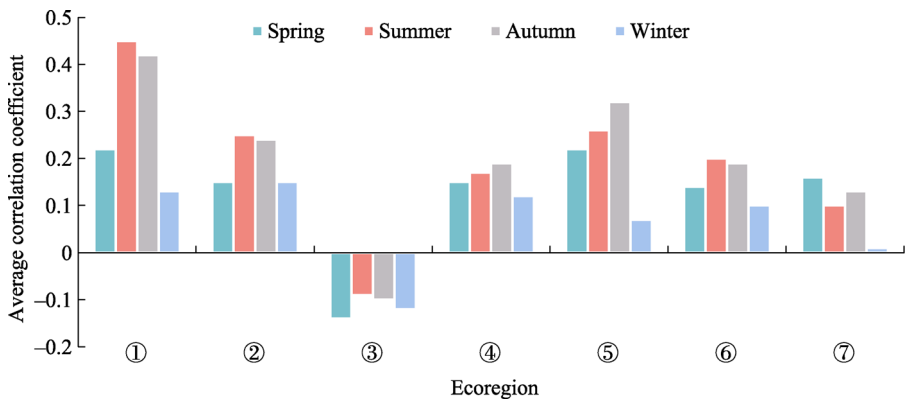 0.5
Spring Summer Autumn Winter
0.4
0.3
0.2
0.1
0
–0.1
–0.2
Average correlation coefficient
① ② ③ ④ ⑤ ⑥ ⑦
Ecoregion